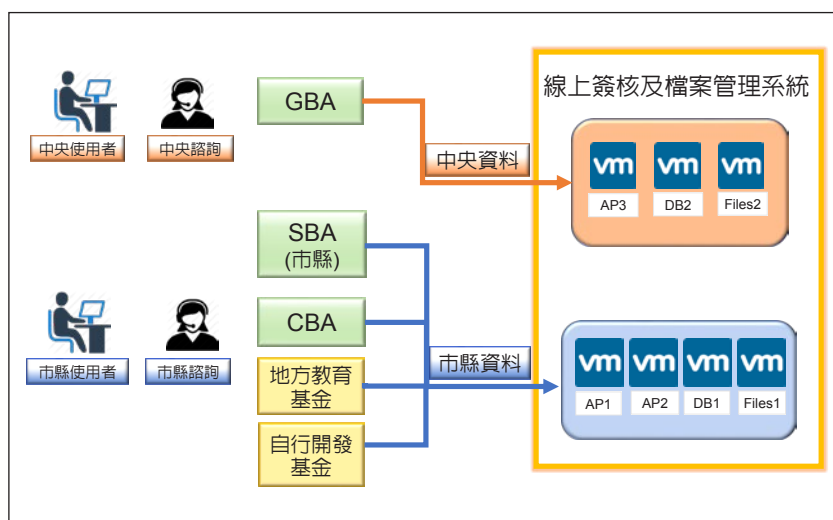 線上簽核及檔案管理系統
GBA
中央使用者
中央諮詢
中央資料
vm
vm
vm
AP3
DB2
Files2
SBA
(市縣)
CBA
市縣使用者
市縣諮詢
地方教育
基金
自行開發
基金
市縣資料
vm
vm
vm
vm
AP1
AP2
DB1
Files1